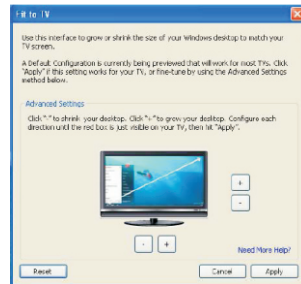 Fit to TV
Use this interface to grow or shrink the size of your Windows desktop to match your
TV screen.
A Default Configuration is currently being previewed that will work for most TVs. Click
"Apply" if this setting works for your TV, or fine-tune by using the Advanced Settings
method below.
Advanced Settings
Click "-" to shrink your desktop. Click "+" to grow your desktop. Configure each
direction until the red box is just visible on your TV, then hit "Apply".
+
-
- +
Need More Help?
Reset Cancel Apply